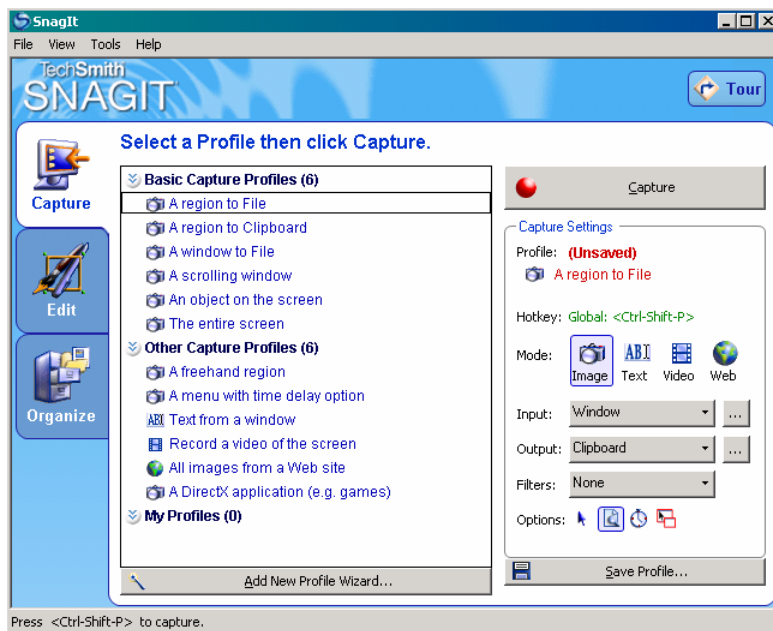 SnagIt
File View Tools Help
TechSmith
SNAGIT
Tour
Select a Profile then click Capture.
Capture
Edit
Organize
Basic Capture Profiles (6)
A region to File
A region to Clipboard
A window to File
A scrolling window
An object on the screen
The entire screen
Other Capture Profiles (6)
A freehand region
A menu with time delay option
ABI Text from a window
Record a video of the screen
All images from a Web site
A DirectX application (e.g. games)
My Profiles (0)
Add New Profile Wizard...
Capture
Capture Settings
Profile: (Unsaved)
A region to File
Hotkey: Global: <Ctrl-Shift-P>
Mode:
ABI
Image Text Video Web
Input: Window ...
Output: Clipboard ...
Filters: None
Options:
Save Profile...
Press <Ctrl-Shift-P> to capture.